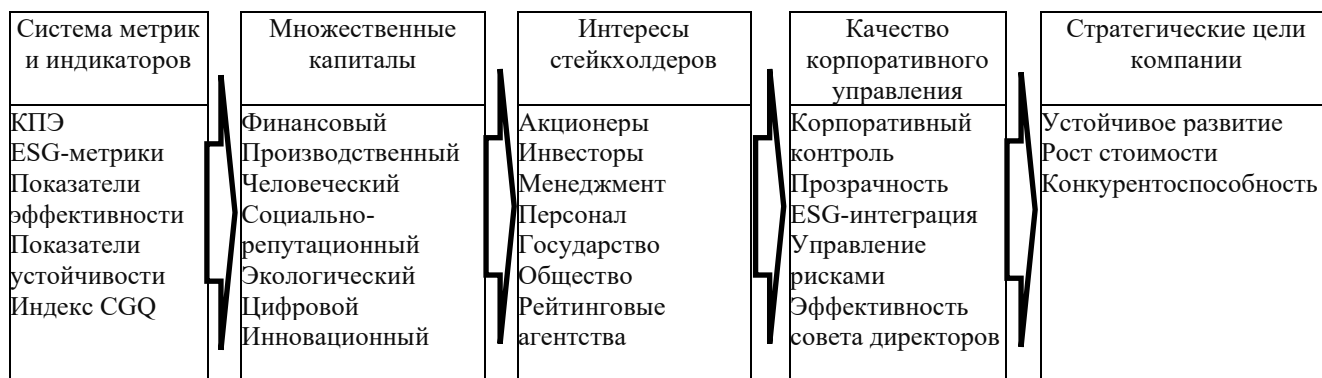 Система метрик
и индикаторов
КПЭ
ESG-метрики
Показатели
эффективности
Показатели
устойчивости
Индекс CGQ
Множественные
капиталы
Финансовый
Производственный
Человеческий
Социально-
репутационный
Экологический
Цифровой
Инновационный
Интересы
стейкхолдеров
Акционеры
Инвесторы
Менеджмент
Персонал
Государство
Общество
Рейтинговые
агентства
Качество
корпоративного
управления
Корпоративный
контроль
Прозрачность
ESG-интеграция
Управление
рисками
Эффективность
совета директоров
Стратегические цели
компании
Устойчивое развитие
Рост стоимости
Конкурентоспособность